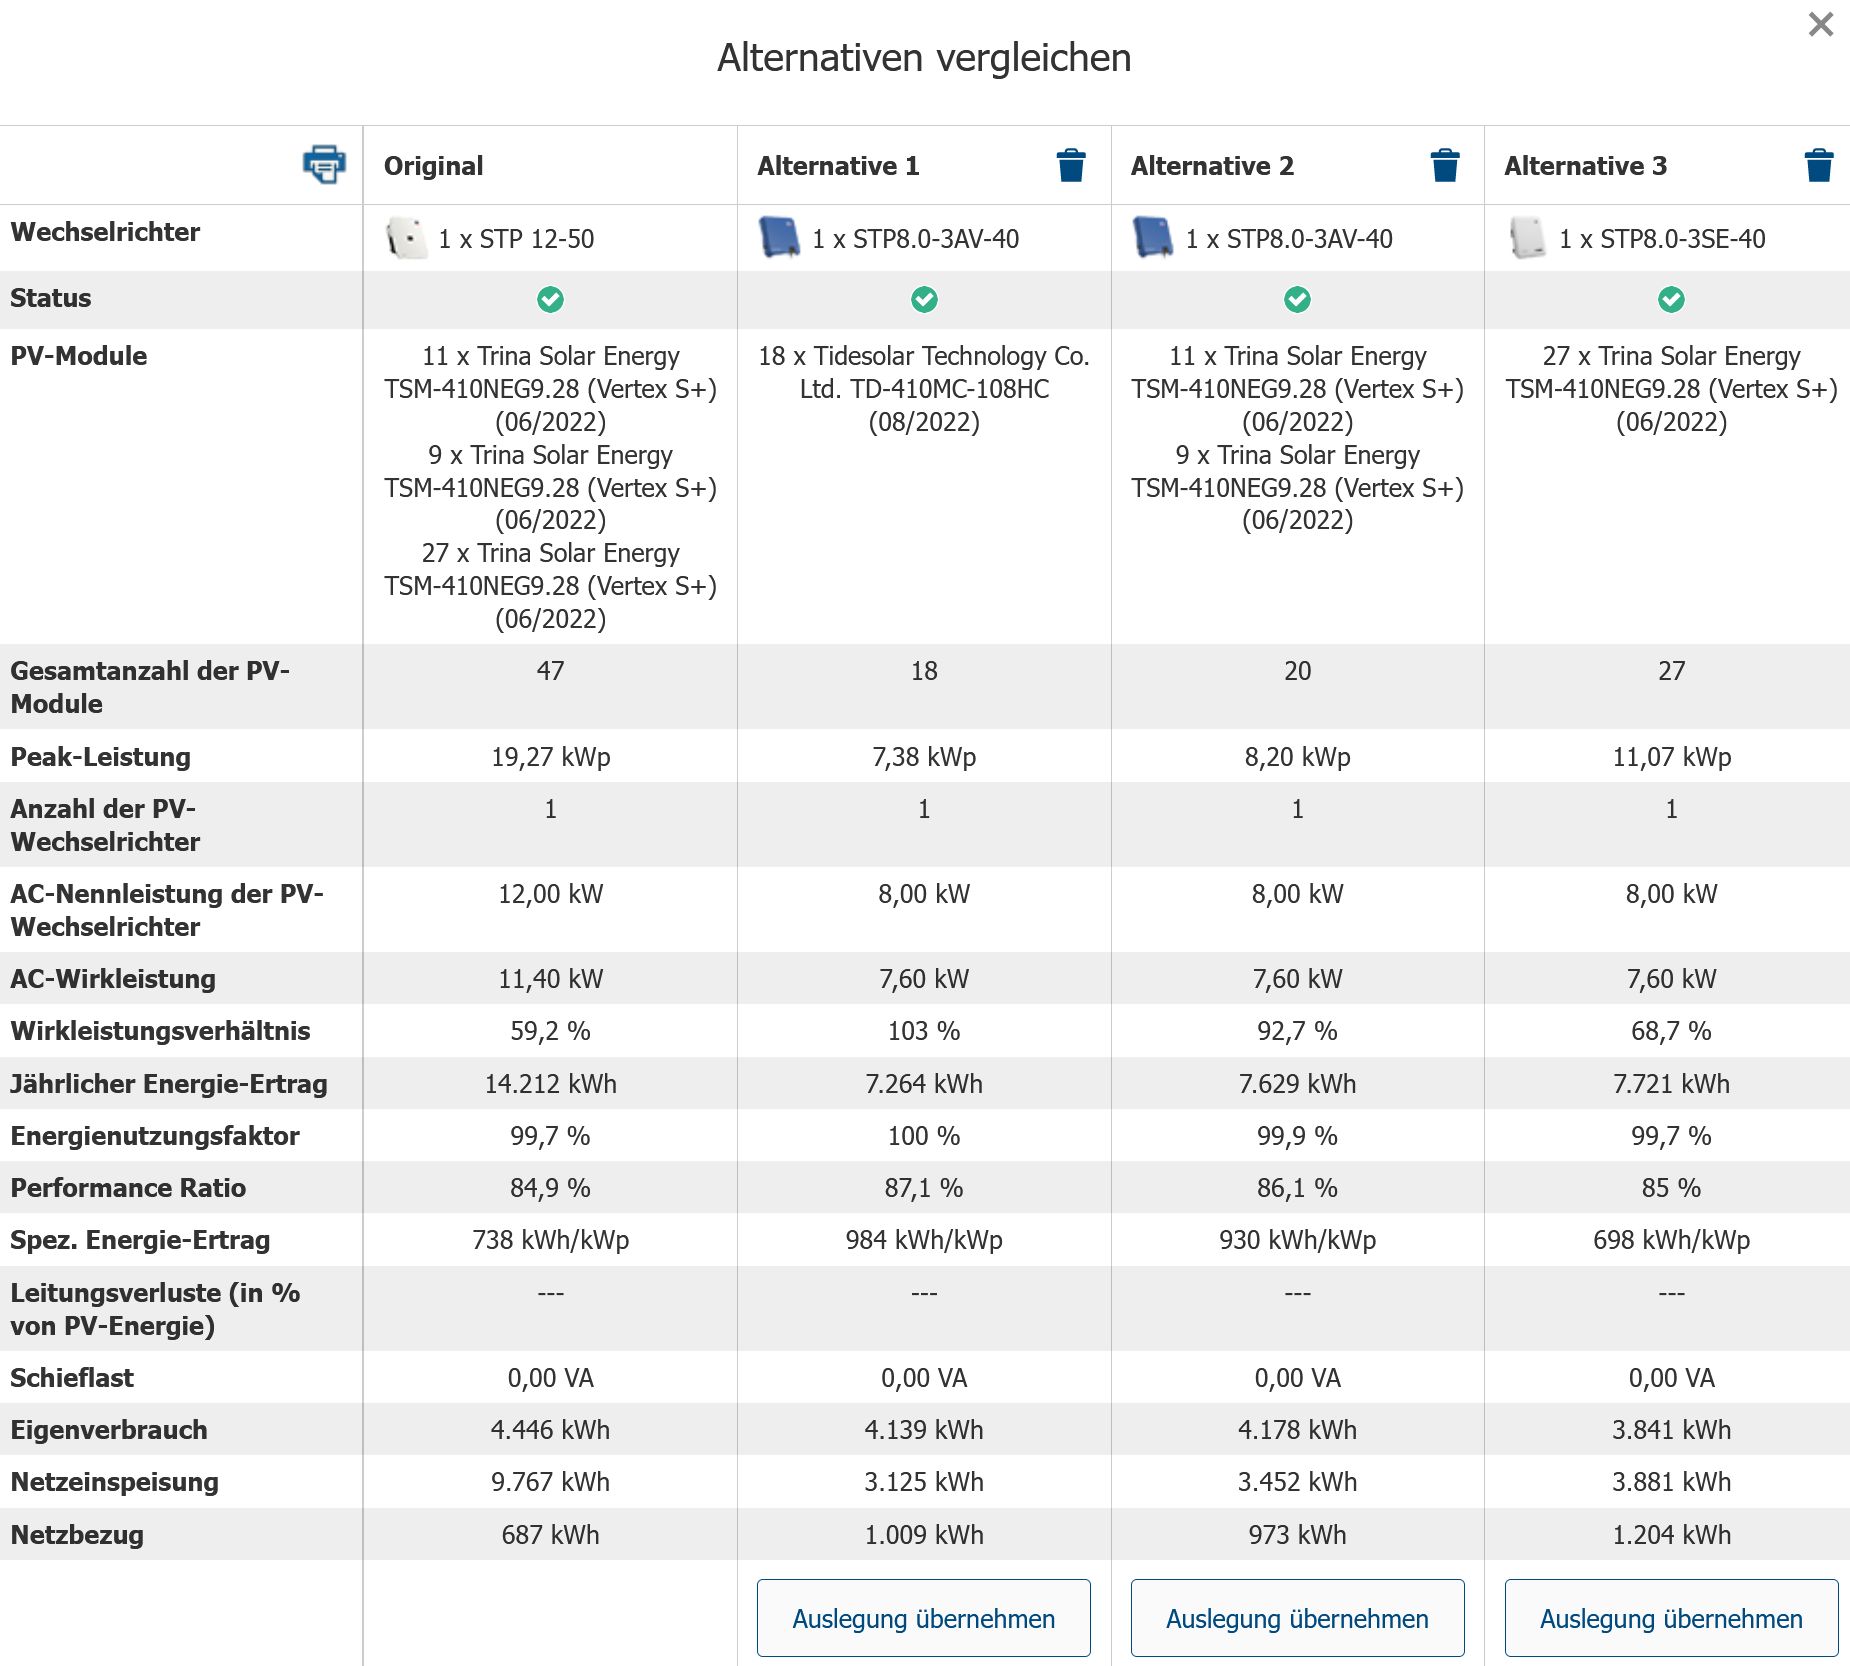 Alternativen vergleichen
Original
Alternative 1
Alternative 2
Alternative 3
Wechselrichter
1 x STP 12-50
1 x STP8.0-3AV-40
1 x STP8.0-3AV-40
1 x STP8.0-3SE-40
Status
PV-Module
11 x Trina Solar Energy
TSM-410NEG9.28 (Vertex S+)
(06/2022)
9 x Trina Solar Energy
TSM-410NEG9.28 (Vertex S+)
(06/2022)
27 x Trina Solar Energy
TSM-410NEG9.28 (Vertex S+)
(06/2022)
18 x Tidesolar Technology Co.
Ltd. TD-410MC-108HC
(08/2022)
11 x Trina Solar Energy
TSM-410NEG9.28 (Vertex S+)
(06/2022)
9 x Trina Solar Energy
TSM-410NEG9.28 (Vertex S+)
(06/2022)
27 x Trina Solar Energy
TSM-410NEG9.28 (Vertex S+)
(06/2022)
Gesamtanzahl der PV-
Module
47
18
20
27
Peak-Leistung
19,27 kWp
7,38 kWp
8,20 kWp
11,07 kWp
Anzahl der PV-
Wechselrichter
1
1
1
1
AC-Nennleistung der PV-
Wechselrichter
12,00 kW
8,00 kW
8,00 kW
8,00 kW
AC-Wirkleistung
11,40 kW
7,60 kW
7,60 kW
7,60 kW
Wirkleistungsverhältnis
59,2 %
103 %
92,7 %
68,7 %
Jährlicher Energie-Ertrag
14.212 kWh
7.264 kWh
7.629 kWh
7.721 kWh
Energienutzungsfaktor
99,7 %
100 %
99,9 %
99,7 %
Performance Ratio
84,9 %
87,1 %
86,1 %
85 %
Spez. Energie-Ertrag
738 kWh/kWp
984 kWh/kWp
930 kWh/kWp
698 kWh/kWp
Leitungsverluste (in %
von PV-Energie)
---
---
---
---
Schieflast
0,00 VA
0,00 VA
0,00 VA
0,00 VA
Eigenverbrauch
4.446 kWh
4.139 kWh
4.178 kWh
3.841 kWh
Netzeinspeisung
9.767 kWh
3.125 kWh
3.452 kWh
3.881 kWh
Netzbezug
687 kWh
1.009 kWh
973 kWh
1.204 kWh
Auslegung übernehmen
Auslegung übernehmen
Auslegung übernehmen